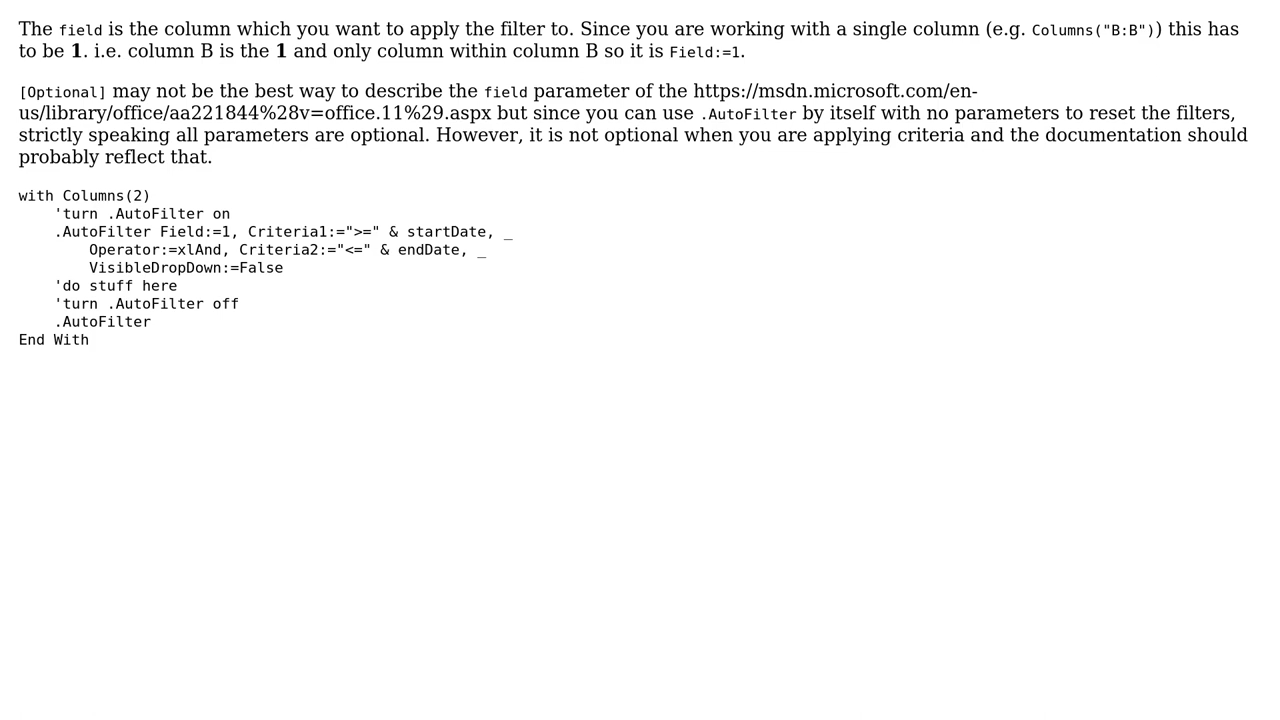 The field is the column which you want to apply the filter to. Since you are working with a single column (e.g. Columns("B:B")) this has
to be 1. i.e. column B is the 1 and only column within column B so it is Field:=1.
[Optional] may not be the best way to describe the field parameter of the https://msdn.microsoft.com/en-
us/library/office/aa221844%28v=office.11%29.aspx but since you can use .AutoFilter by itself with no parameters to reset the filters,
strictly speaking all parameters are optional. However, it is not optional when you are applying criteria and the documentation should
probably reflect that.
with Columns(2)
    'turn .AutoFilter on
    .AutoFilter Field:=1, Criteria1:=">=" & startDate, _
        Operator:=xlAnd, Criteria2:="<=" & endDate, _
        VisibleDropDown:=False
    'do stuff here
    'turn .AutoFilter off
    .AutoFilter
End With